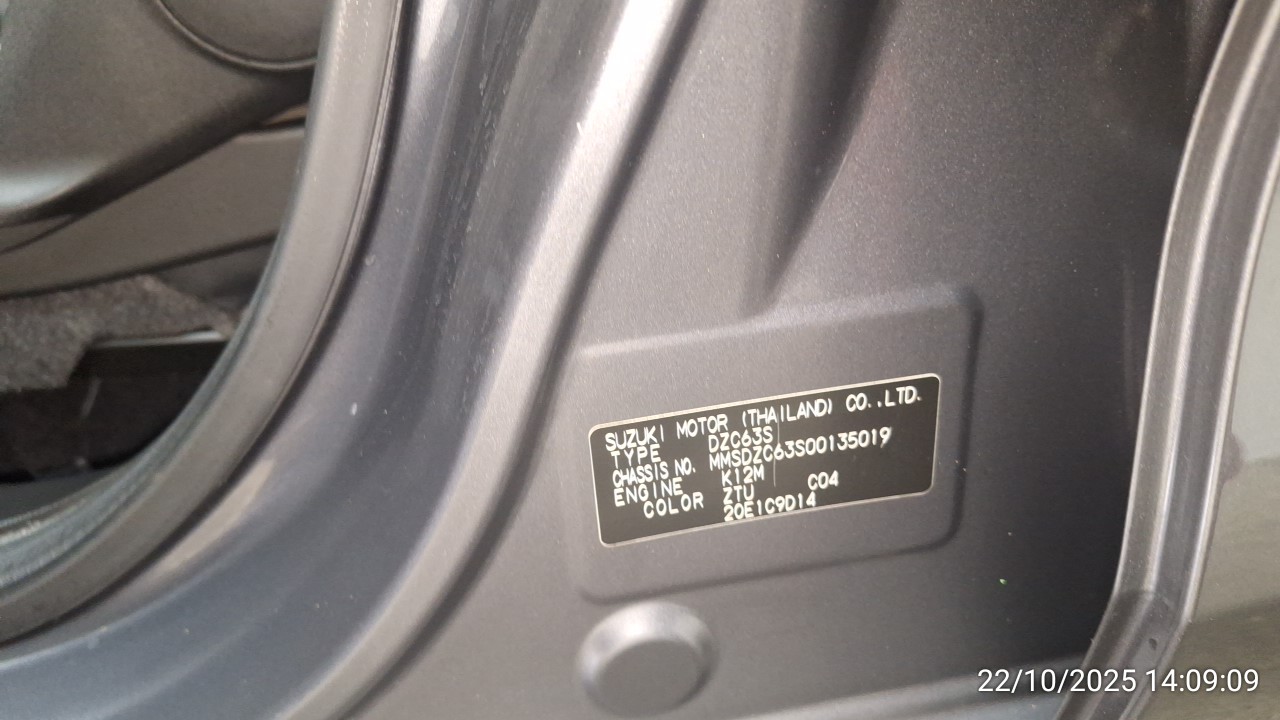 SUZUKI MOTOR (THAILAND) CO.,LTD.
TYPE DZC63S
CHASSIS NO. MMSDZC63S00135019
ENGINE K12M
COLOR ZTU C04
20E1C9D14
22/10/2025 14:09:09